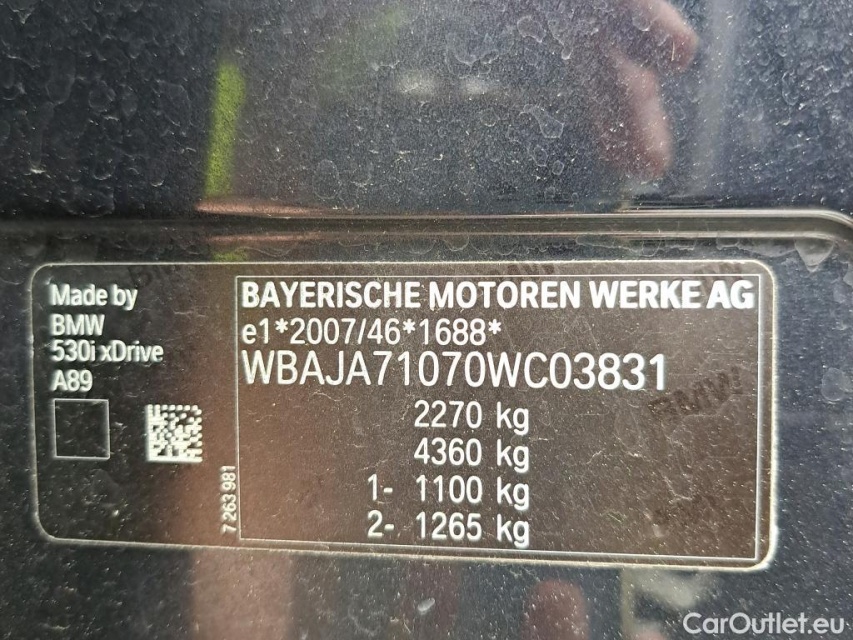 Made by
BMW
530i xDrive
A89
7 263 981
BAYERISCHE MOTOREN WERKE AG
e1*2007/46*1688*
WBAJA71070WC03831
2270 kg
4360 kg
1- 1100 kg
2- 1265 kg
BMW
CarOutlet.eu